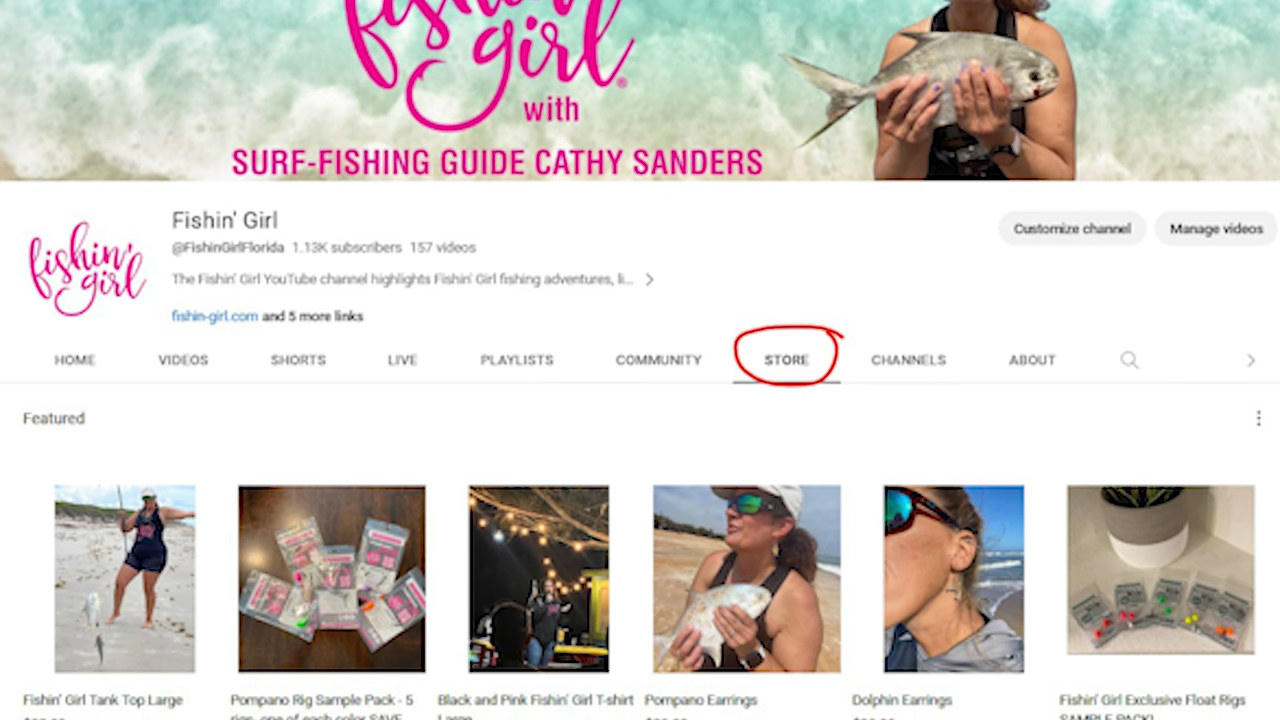 fishin'
girl®
with
SURF-FISHING GUIDE CATHY SANDERS
fishin'
girl
Fishin' Girl
@FishinGirlFlorida 1.13K subscribers 157 videos
Customize channel
Manage videos
The Fishin' Girl YouTube channel highlights Fishin' Girl fishing adventures, li...
fishin-girl.com and 5 more links
HOME VIDEOS SHORTS LIVE PLAYLISTS COMMUNITY STORE CHANNELS ABOUT
Featured
Fishin' Girl Tank Top Large
Pompano Rig Sample Pack - 5
rigs, one of each color SAVE
Black and Pink Fishin' Girl T-shirt
Large
Pompano Earrings
Dolphin Earrings
Fishin' Girl Exclusive Float Rigs
SAMPLE PACK!